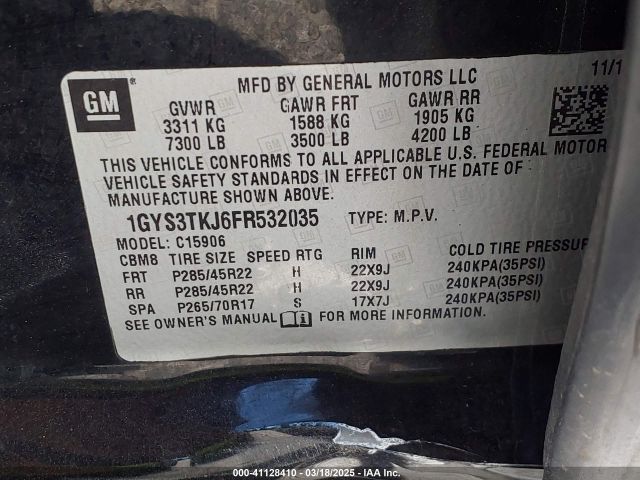 MFD BY GENERAL MOTORS LLC 11/1
GM
GVWR GAWR FRT GAWR RR
3311 KG 1588 KG 1905 KG
7300 LB 3500 LB 4200 LB
THIS VEHICLE CONFORMS TO ALL APPLICABLE U.S. FEDERAL MOTOR
VEHICLE SAFETY STANDARDS IN EFFECT ON THE DATE OF
MANUFACTURE SHOWN ABOVE.
1GYS3TKJ6FR532035 TYPE: M.P.V.
MODEL: C15906
CBM8 TIRE SIZE SPEED RTG RIM COLD TIRE PRESSUR
FRT P285/45R22 H 22X9J 240KPA(35PSI)
RR P285/45R22 H 22X9J 240KPA(35PSI)
SPA P265/70R17 S 17X7J 240KPA(35PSI)
SEE OWNER'S MANUAL FOR MORE INFORMATION.
000-41128410 — 03/18/2025 — IAA Inc.